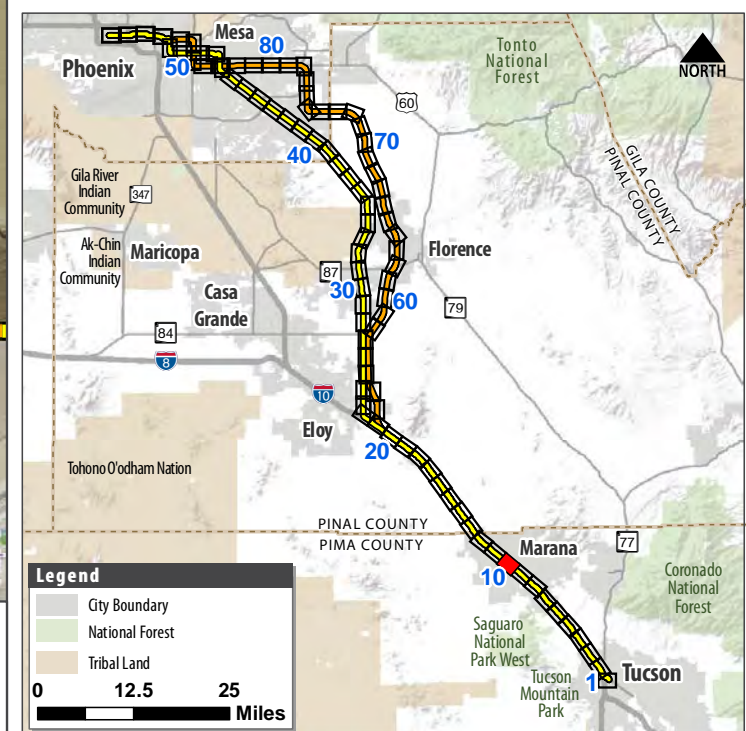 Mesa
80
Phoenix
50
Tonto
National
Forest
NORTH
60
70
40
GILA COUNTY
PINAL COUNTY
Gila River
Indian
Community
347
Ak-Chin
Indian
Community
Maricopa
Florence
87
30
60
Casa
Grande
79
84
8
10
Eloy
20
Tohono O'odham Nation
PINAL COUNTY
PIMA COUNTY
Marana
77
10
Coronado
National
Forest
Saguaro
National
Park West
Tucson
Mountain
Park
1
Tucson
Legend
City Boundary
National Forest
Tribal Land
0 12.5 25
Miles